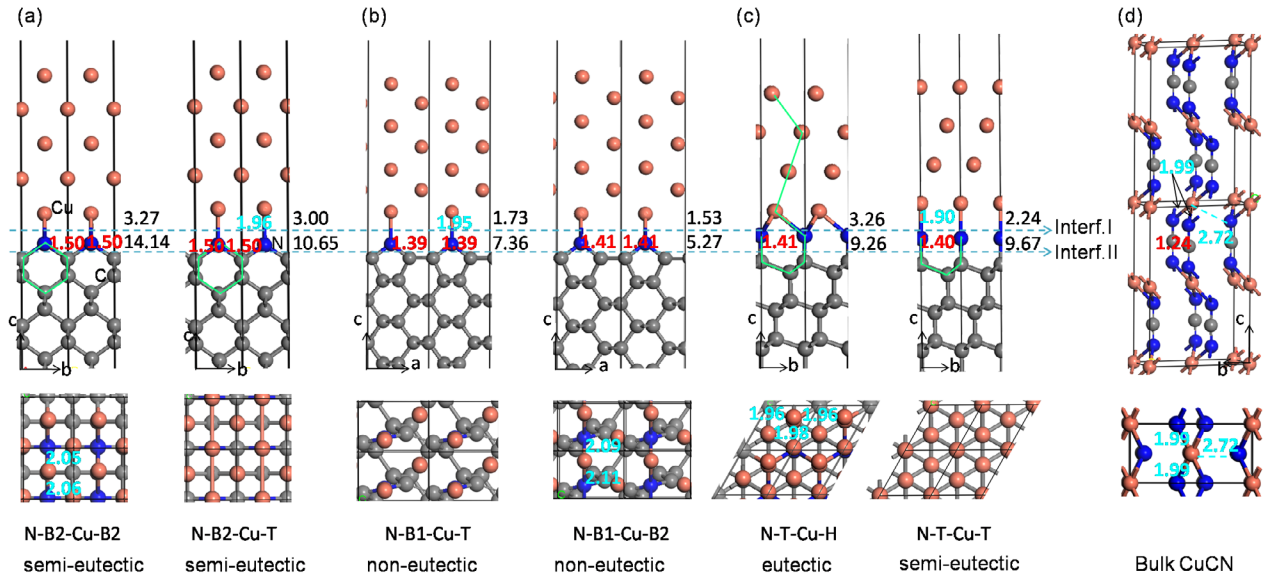 (a)
(b)
(c)
(d)
Cu
1.99
1.96
3.27
3.00
1.95
1.73
1.53
3.26
1.90
2.24
Interf.I
1.50 1.50
14.14
1.50 1.50
N
10.65
1.39 1.39
7.36
1.41 1.41
5.27
1.41
9.26
1.40
9.67
Interf.II
1.24
2.72
C
c
b
c
b
c
a
c
a
c
b
c
b
c
b
2.05
2.06
2.09
2.11
1.96 1.96
1.98
1.99
2.72
1.99
N-B2-Cu-B2
N-B2-Cu-T
N-B1-Cu-T
N-B1-Cu-B2
N-T-Cu-H
N-T-Cu-T
semi-eutectic
semi-eutectic
non-eutectic
non-eutectic
eutectic
semi-eutectic
Bulk CuCN